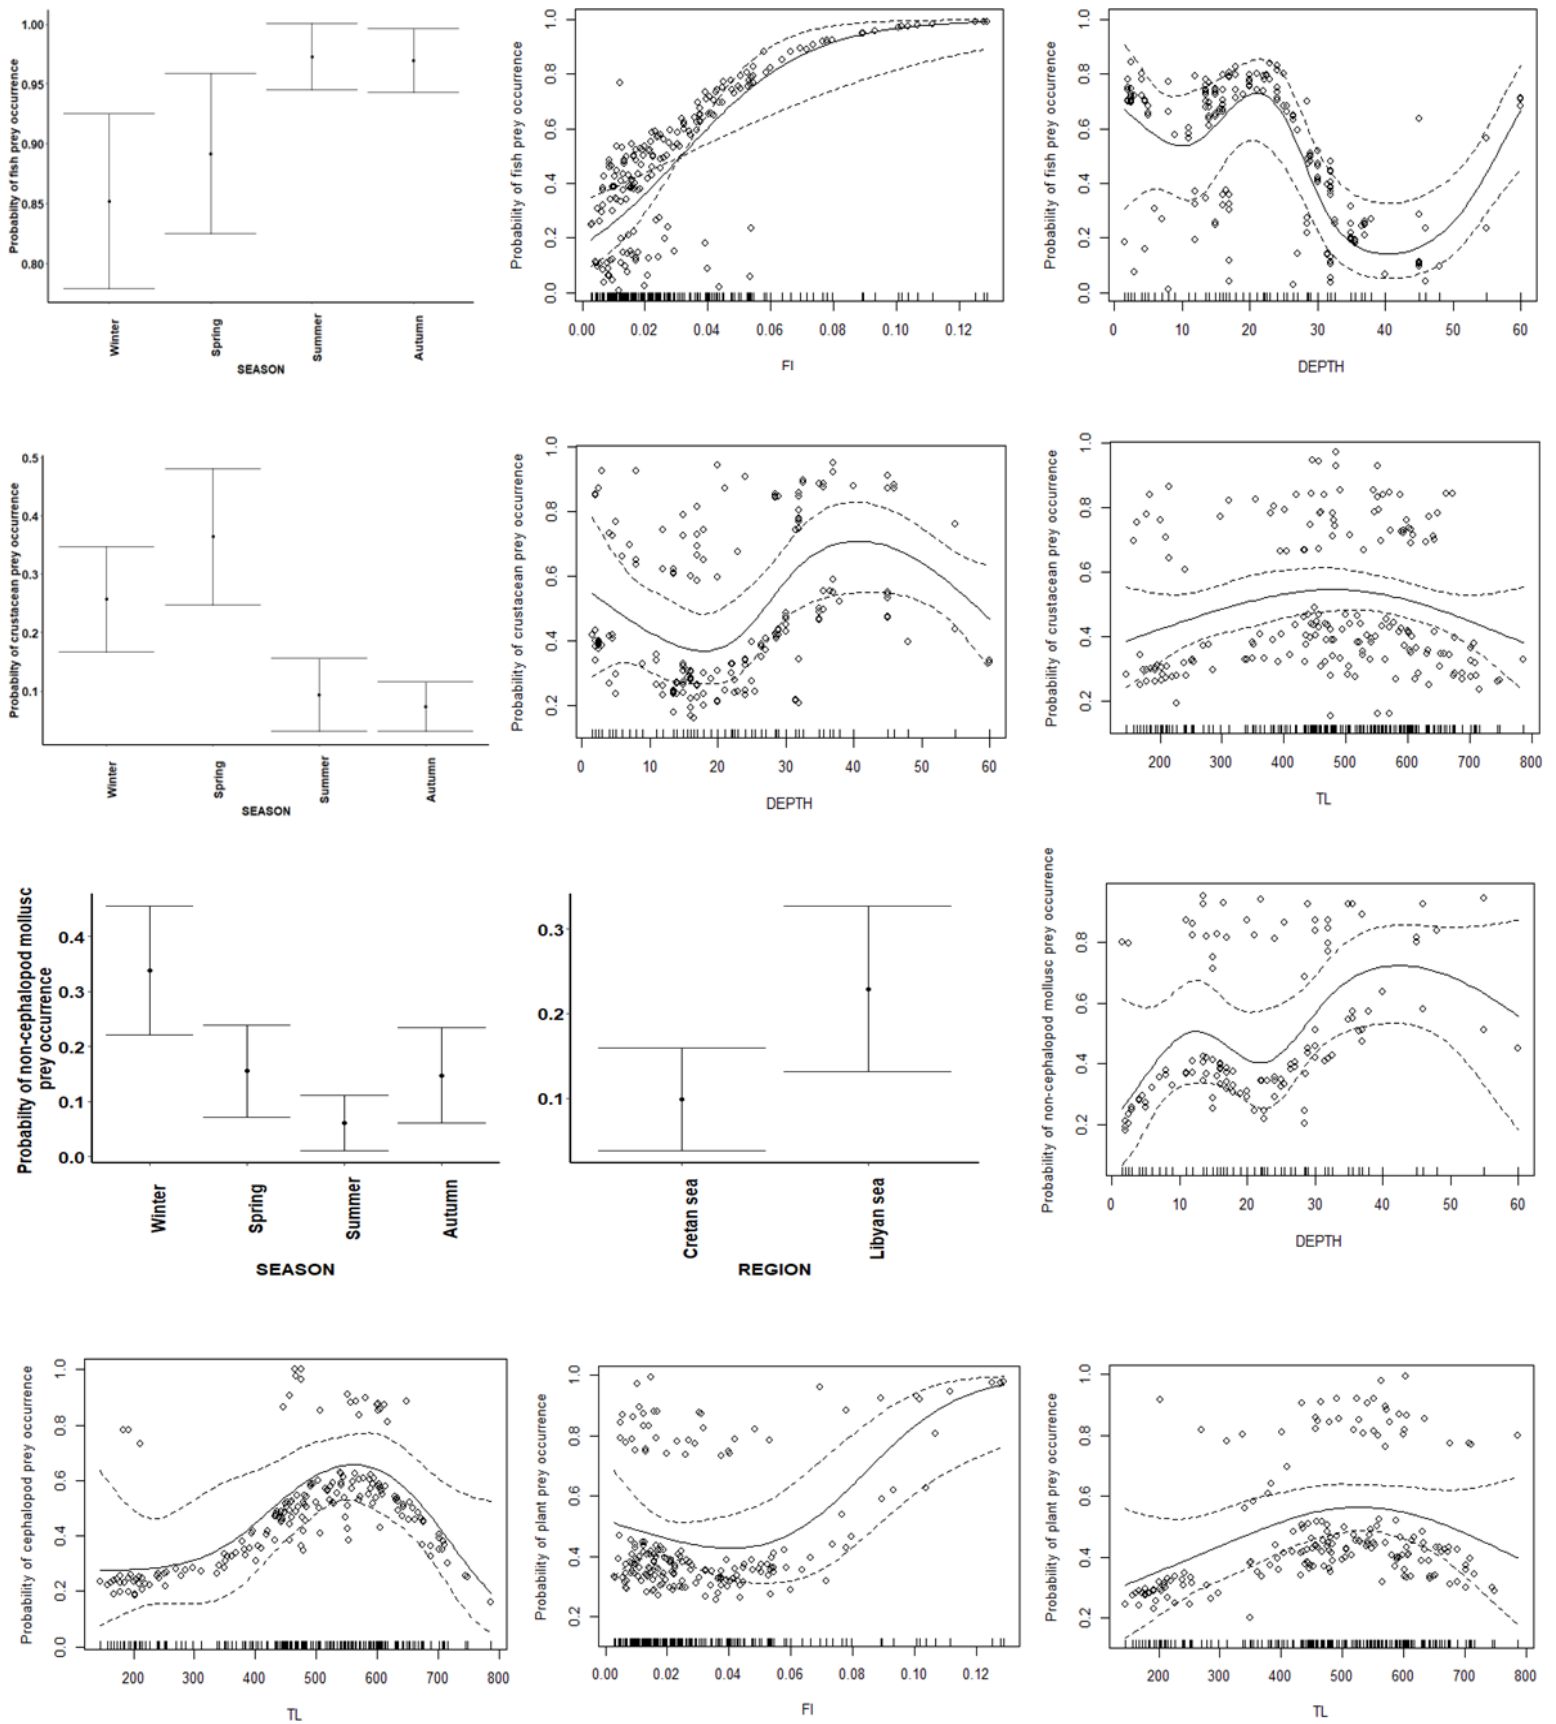 Probability of fish prey occurrence
1.00
0.95
0.90
0.85
0.80
Winter
Spring
Summer
Autumn
SEASON
Probability of fish prey occurrence
1.0
0.8
0.6
0.4
0.2
0.0
0.00 0.02 0.04 0.06 0.08 0.10 0.12
FI
Probability of fish prey occurrence
1.0
0.8
0.6
0.4
0.2
0.0
0 10 20 30 40 50 60
DEPTH
Probability of crustacean prey occurrence
0.5
0.4
0.3
0.2
0.1
Winter
Spring
Summer
Autumn
SEASON
Probability of crustacean prey occurrence
1.0
0.8
0.6
0.4
0.2
0 10 20 30 40 50 60
DEPTH
Probability of crustacean prey occurrence
1.0
0.8
0.6
0.4
0.2
200 300 400 500 600 700 800
TL
Probability of non-cephalopod mollusc
prey occurrence
0.4
0.3
0.2
0.1
0.0
Winter
Spring
Summer
Autumn
SEASON
0.3
0.2
0.1
Cretan sea
Libyan sea
REGION
Probability of non-cephalopod mollusc prey occurrence
0.8
0.6
0.4
0.2
0 10 20 30 40 50 60
DEPTH
Probability of cephalopod prey occurrence
1.0
0.8
0.6
0.4
0.2
0.0
200 300 400 500 600 700 800
TL
Probability of plant prey occurrence
1.0
0.8
0.6
0.4
0.2
0.00 0.02 0.04 0.06 0.08 0.10 0.12
FI
Probability of plant prey occurrence
1.0
0.8
0.6
0.4
0.2
200 300 400 500 600 700 800
TL